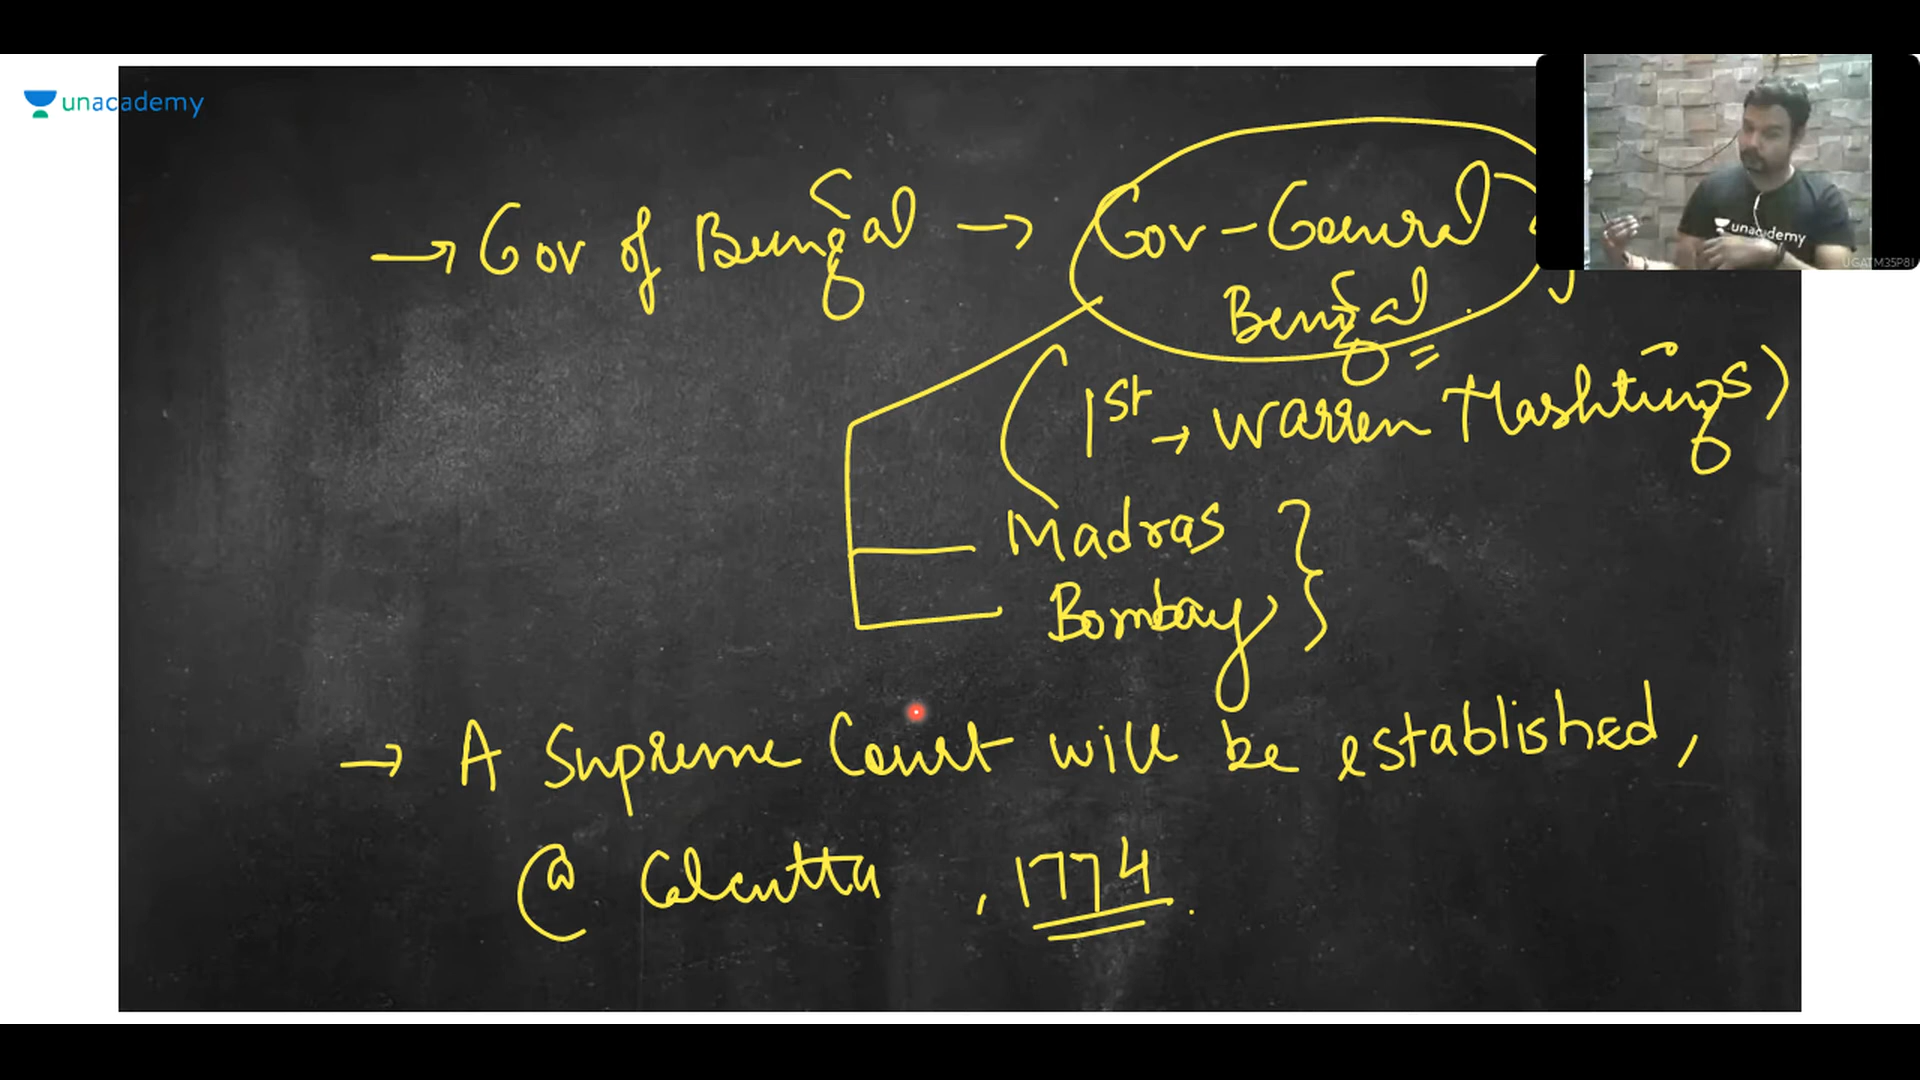 unacademy
→ Gov of Bengal → Gov-General
Bengal
(1st → Warren Hashtings)
Madras
Bombay
→ A Supreme Court will be established,
@ Calcutta , 1774.
unacademy